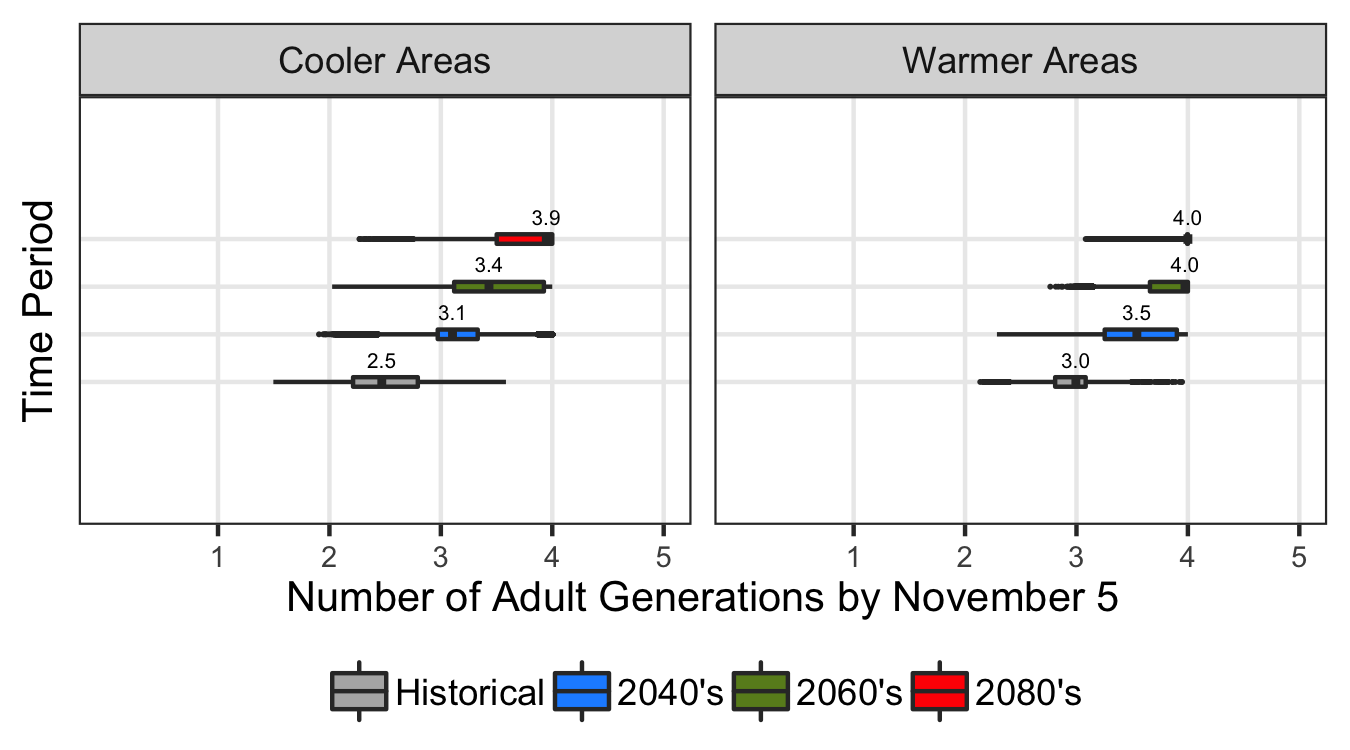 Cooler Areas
Warmer Areas
Time Period
3.9
3.4
3.1
2.5
4.0
4.0
3.5
3.0
1 2 3 4 5
1 2 3 4 5
Number of Adult Generations by November 5
Historical 2040's 2060's 2080's